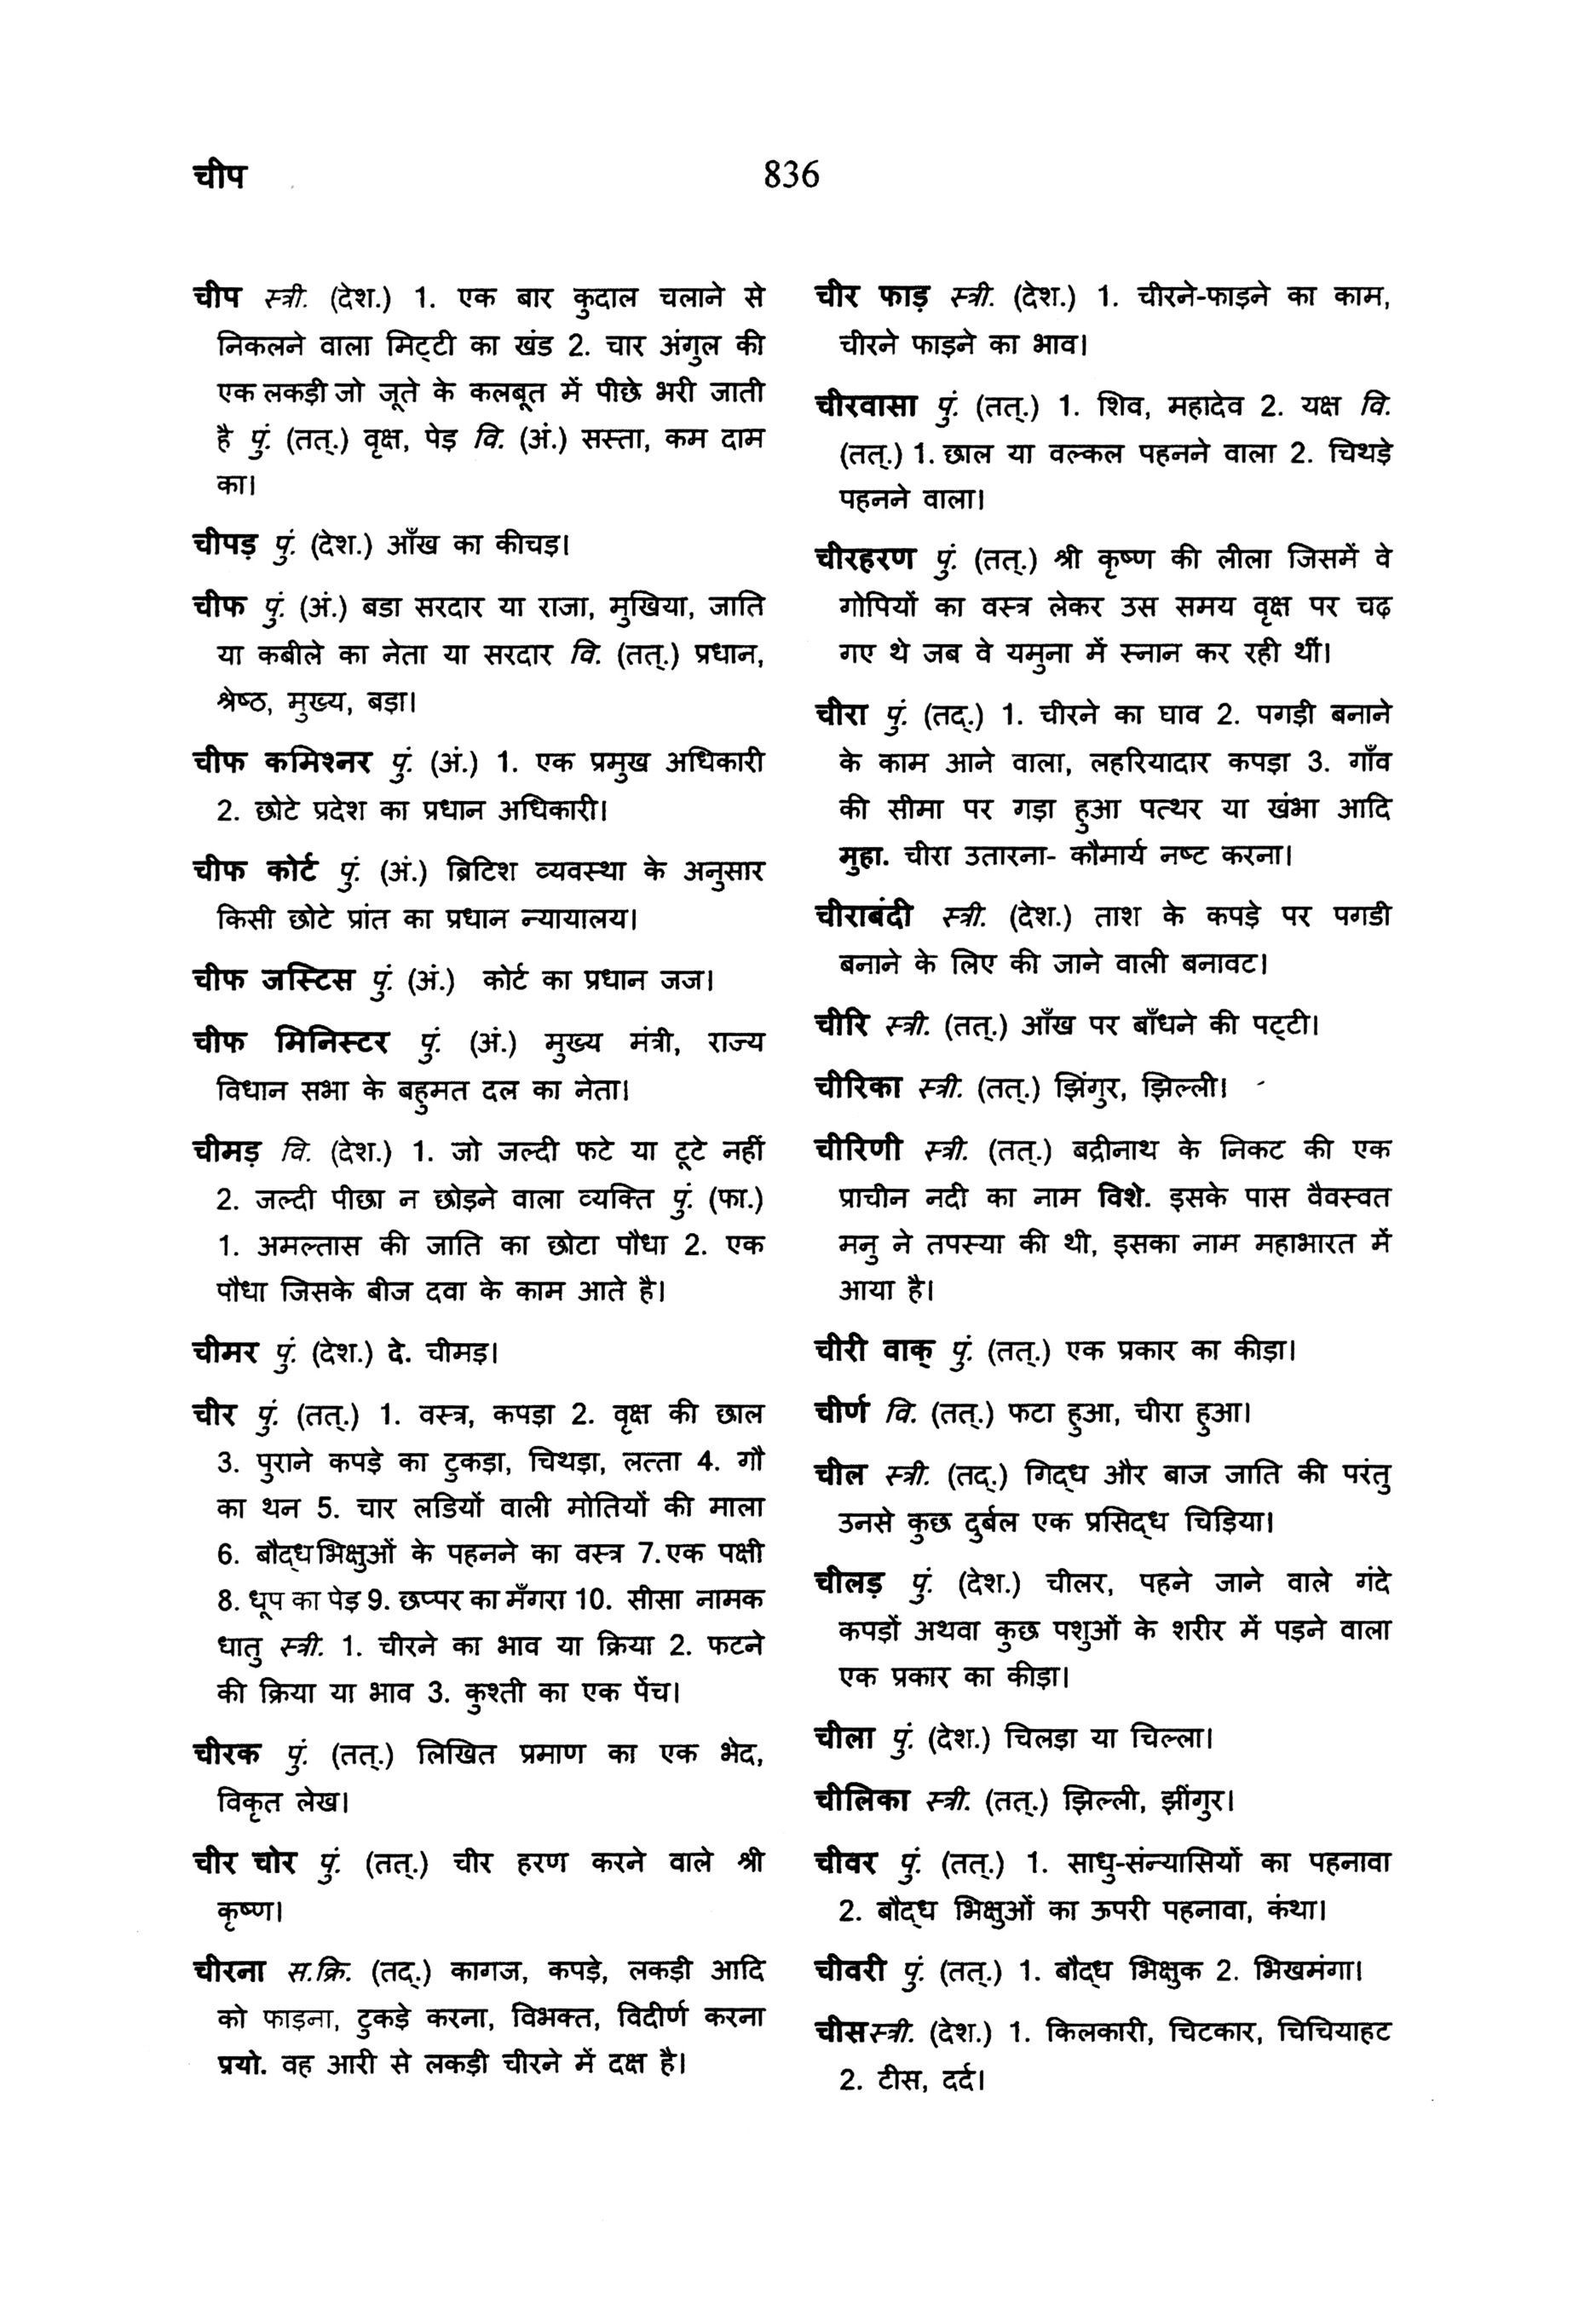 चीप
836
चीप स्त्री. (देश.) 1. एक बार कुदाल चलाने से
निकलने वाला मिट्टी का खंड 2. चार अंगुल की
एक लकड़ी जो जूते के कलबूत में पीछे भरी जाती
है पुं. (तत्.) वृक्ष, पेड़ वि. (अं.) सस्ता, कम दाम
का।
चीपड़ पुं. (देश.) आँख का कीचड़।
चीफ पुं. (अं.) बडा सरदार या राजा, मुखिया, जाति
या कबीले का नेता या सरदार वि. (तत्.) प्रधान,
श्रेष्ठ, मुख्य, बड़ा।
चीफ कमिश्नर पुं. (अं.) 1. एक प्रमुख अधिकारी
2. छोटे प्रदेश का प्रधान अधिकारी।
चीफ कोर्ट पुं. (अं.) ब्रिटिश व्यवस्था के अनुसार
किसी छोटे प्रांत का प्रधान न्यायालय।
चीफ जस्टिस पुं. (अं.) कोर्ट का प्रधान जज।
चीफ मिनिस्टर पुं. (अं.) मुख्य मंत्री, राज्य
विधान सभा के बहुमत दल का नेता।
चीमड़ वि. (देश.) 1. जो जल्दी फटे या टूटे नहीं
2. जल्दी पीछा न छोड़ने वाला व्यक्ति पुं. (फा.)
1. अमल्तास की जाति का छोटा पौधा 2. एक
पौधा जिसके बीज दवा के काम आते है।
चीमर पुं. (देश.) दे. चीमड़।
चीर पुं. (तत्.) 1. वस्त्र, कपड़ा 2. वृक्ष की छाल
3. पुराने कपड़े का टुकड़ा, चिथड़ा, लत्ता 4. गौ
का थन 5. चार लडियों वाली मोतियों की माला
6. बौद्धभिक्षुओं के पहनने का वस्त्र 7.एक पक्षी
8. धूप का पेड़ 9. छप्पर का मँगरा 10. सीसा नामक
धातु स्त्री. 1. चीरने का भाव या क्रिया 2. फटने
की क्रिया या भाव 3. कुश्ती का एक पेंच।
चीरक पुं. (तत्.) लिखित प्रमाण का एक भेद,
विकृत लेख।
चीर चोर पुं. (तत्.) चीर हरण करने वाले श्री
कृष्ण।
चीरना स.क्रि. (तद्.) कागज, कपड़े, लकड़ी आदि
को फाड़ना, टुकड़े करना, विभक्त, विदीर्ण करना
प्रयो. वह आरी से लकड़ी चीरने में दक्ष है।
चीर फाड़ स्त्री. (देश.) 1. चीरने-फाड़ने का काम,
चीरने फाड़ने का भाव।
चीरवासा पुं. (तत्.) 1. शिव, महादेव 2. यक्ष वि.
(तत्.) 1. छाल या वल्कल पहनने वाला 2. चिथड़े
पहनने वाला।
चीरहरण पुं. (तत्.) श्री कृष्ण की लीला जिसमें वे
गोपियों का वस्त्र लेकर उस समय वृक्ष पर चढ़
गए थे जब वे यमुना में स्नान कर रही थीं।
चीरा पुं. (तद्.) 1. चीरने का घाव 2. पगड़ी बनाने
के काम आने वाला, लहरियादार कपड़ा 3. गाँव
की सीमा पर गड़ा हुआ पत्थर या खंभा आदि
मुहा. चीरा उतारना- कौमार्य नष्ट करना।
चीराबंदी स्त्री. (देश.) ताश के कपड़े पर पगडी
बनाने के लिए की जाने वाली बनावट।
चीरि स्त्री. (तत्.) आँख पर बाँधने की पट्टी।
चीरिका स्त्री. (तत्.) झिंगुर, झिल्ली।
चीरिणी स्त्री. (तत्.) बद्रीनाथ के निकट की एक
प्राचीन नदी का नाम विशे. इसके पास वैवस्वत
मनु ने तपस्या की थी, इसका नाम महाभारत में
आया है।
चीरी वाक् पुं. (तत्.) एक प्रकार का कीड़ा।
चीर्ण वि. (तत्.) फटा हुआ, चीरा हुआ।
चील स्त्री. (तद्.) गिद्ध और बाज जाति की परंतु
उनसे कुछ दुर्बल एक प्रसिद्ध चिड़िया।
चीलड़ पुं. (देश.) चीलर, पहने जाने वाले गंदे
कपड़ों अथवा कुछ पशुओं के शरीर में पड़ने वाला
एक प्रकार का कीड़ा।
चीला पुं. (देश.) चिलड़ा या चिल्ला।
चीलिका स्त्री. (तत्.) झिल्ली, झींगुर।
चीवर पुं. (तत्.) 1. साधु-संन्यासियों का पहनावा
2. बौद्ध भिक्षुओं का ऊपरी पहनावा, कंथा।
चीवरी पुं. (तत्.) 1. बौद्ध भिक्षुक 2. भिखमंगा।
चीस स्त्री. (देश.) 1. किलकारी, चिटकार, चिचियाहट
2. टीस, दर्द।